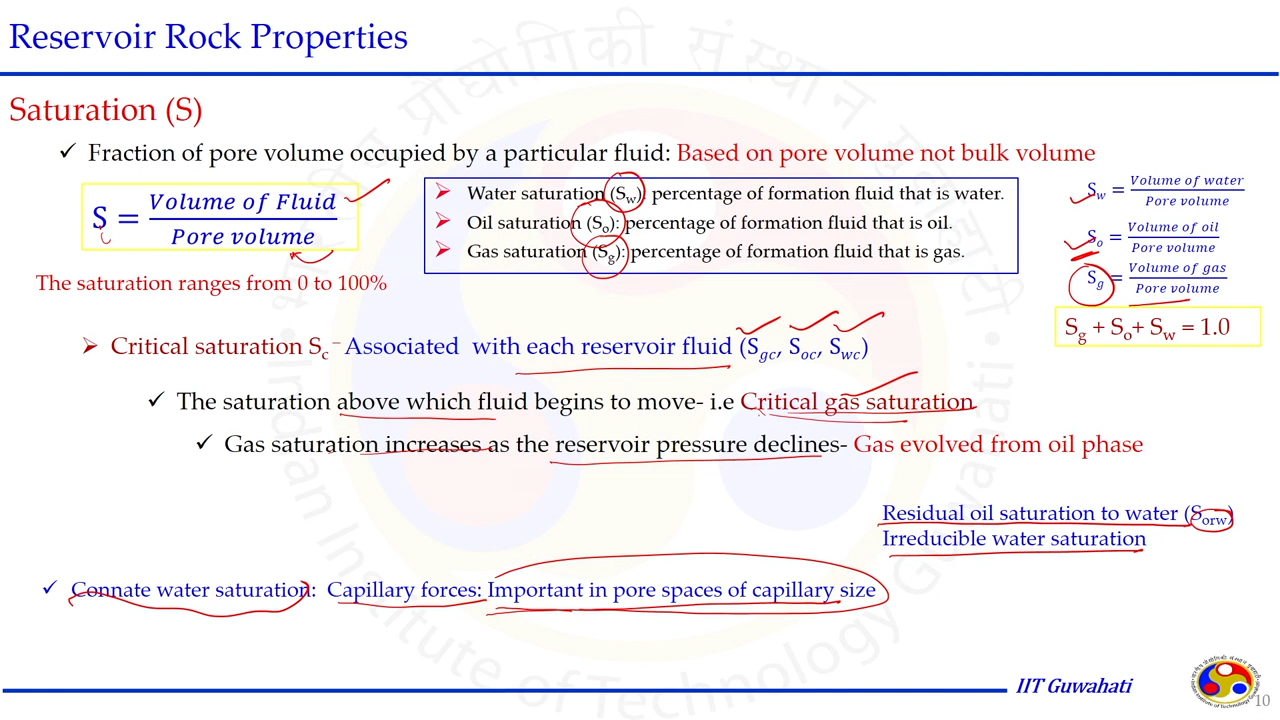 Reservoir Rock Properties
Saturation (S)
✓ Fraction of pore volume occupied by a particular fluid: Based on pore volume not bulk volume
S = Volume of Fluid / Pore volume
The saturation ranges from 0 to 100%
➢ Water saturation (Sw): percentage of formation fluid that is water.
➢ Oil saturation (So): percentage of formation fluid that is oil.
➢ Gas saturation (Sg): percentage of formation fluid that is gas.
Sw = Volume of water / Pore volume
So = Volume of oil / Pore volume
Sg = Volume of gas / Pore volume
Sg + So+ Sw = 1.0
➢ Critical saturation Sc – Associated with each reservoir fluid (Sgc, Soc, Swc)
✓ The saturation above which fluid begins to move- i.e Critical gas saturation
✓ Gas saturation increases as the reservoir pressure declines- Gas evolved from oil phase
Residual oil saturation to water (Sorw)
Irreducible water saturation
✓ Connate water saturation: Capillary forces: Important in pore spaces of capillary size
IIT Guwahati
10
Indian Institute of Technology Guwahati